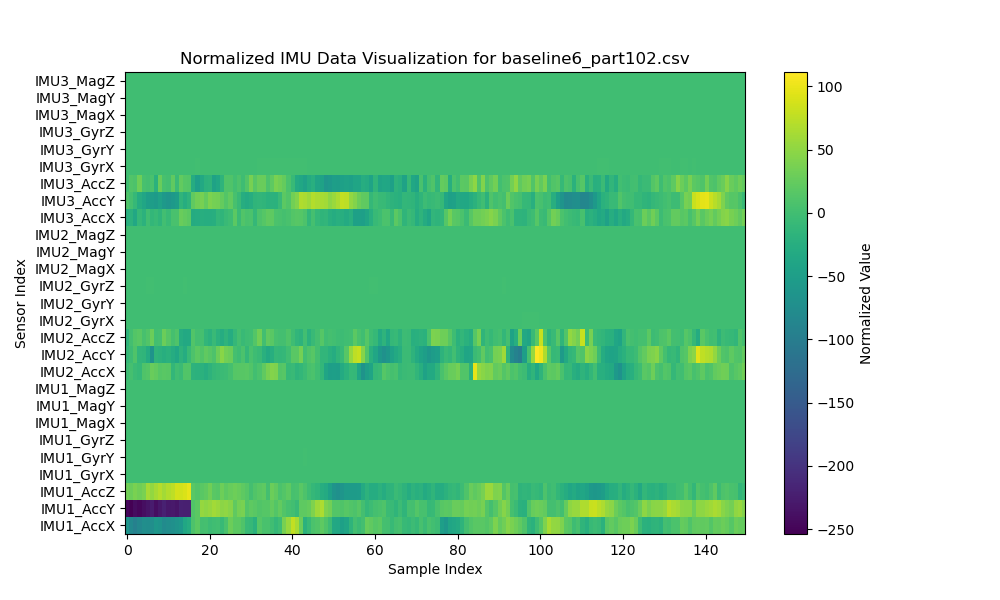 Normalized IMU Data Visualization for baseline6_part102.csv
IMU3_MagZ
IMU3_MagY
IMU3_MagX
IMU3_GyrZ
IMU3_GyrY
IMU3_GyrX
IMU3_AccZ
IMU3_AccY
IMU3_AccX
IMU2_MagZ
IMU2_MagY
IMU2_MagX
IMU2_GyrZ
IMU2_GyrY
IMU2_GyrX
IMU2_AccZ
IMU2_AccY
IMU2_AccX
IMU1_MagZ
IMU1_MagY
IMU1_MagX
IMU1_GyrZ
IMU1_GyrY
IMU1_GyrX
IMU1_AccZ
IMU1_AccY
IMU1_AccX
Sensor Index
0 20 40 60 80 100 120 140
Sample Index
100
50
0
−50
−100
−150
−200
−250
Normalized Value